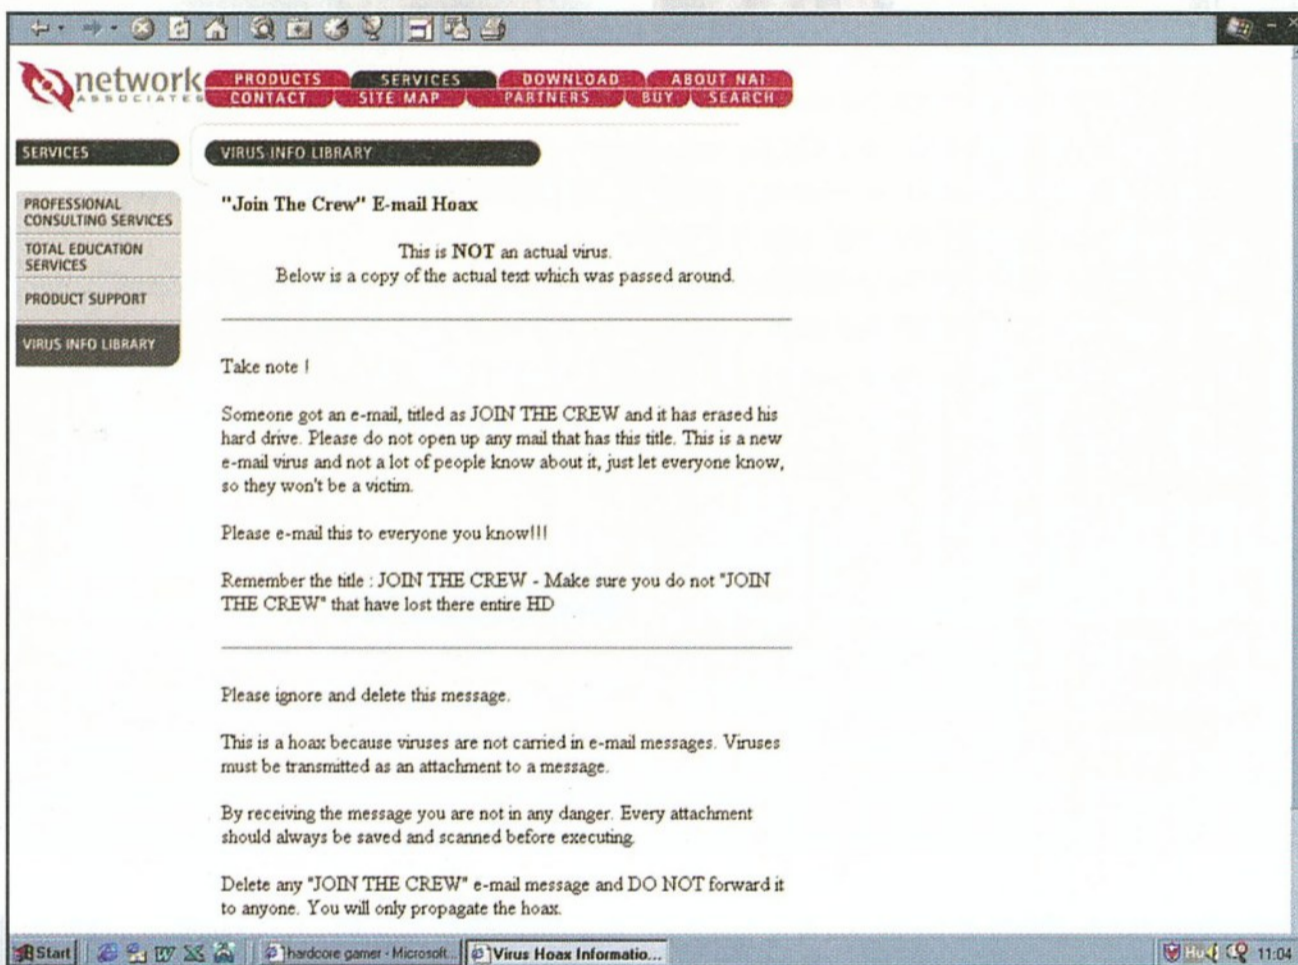 network
ASSOCIATES
PRODUCTS SERVICES DOWNLOAD ABOUT NAI
CONTACT SITE MAP PARTNERS BUY SEARCH
SERVICES
PROFESSIONAL
CONSULTING SERVICES
TOTAL EDUCATION
SERVICES
PRODUCT SUPPORT
VIRUS INFO LIBRARY
VIRUS INFO LIBRARY
"Join The Crew" E-mail Hoax
This is NOT an actual virus.
Below is a copy of the actual text which was passed around.
Take note !
Someone got an e-mail, titled as JOIN THE CREW and it has erased his
hard drive. Please do not open up any mail that has this title. This is a new
e-mail virus and not a lot of people know about it, just let everyone know,
so they won't be a victim.
Please e-mail this to everyone you know!!!
Remember the title : JOIN THE CREW - Make sure you do not "JOIN
THE CREW" that have lost there entire HD
Please ignore and delete this message.
This is a hoax because viruses are not carried in e-mail messages. Viruses
must be transmitted as an attachment to a message.
By receiving the message you are not in any danger. Every attachment
should always be saved and scanned before executing.
Delete any "JOIN THE CREW" e-mail message and DO NOT forward it
to anyone. You will only propagate the hoax.
Start hardcore gamer - Microsoft... Virus Hoax Informatio... Hu 11:04